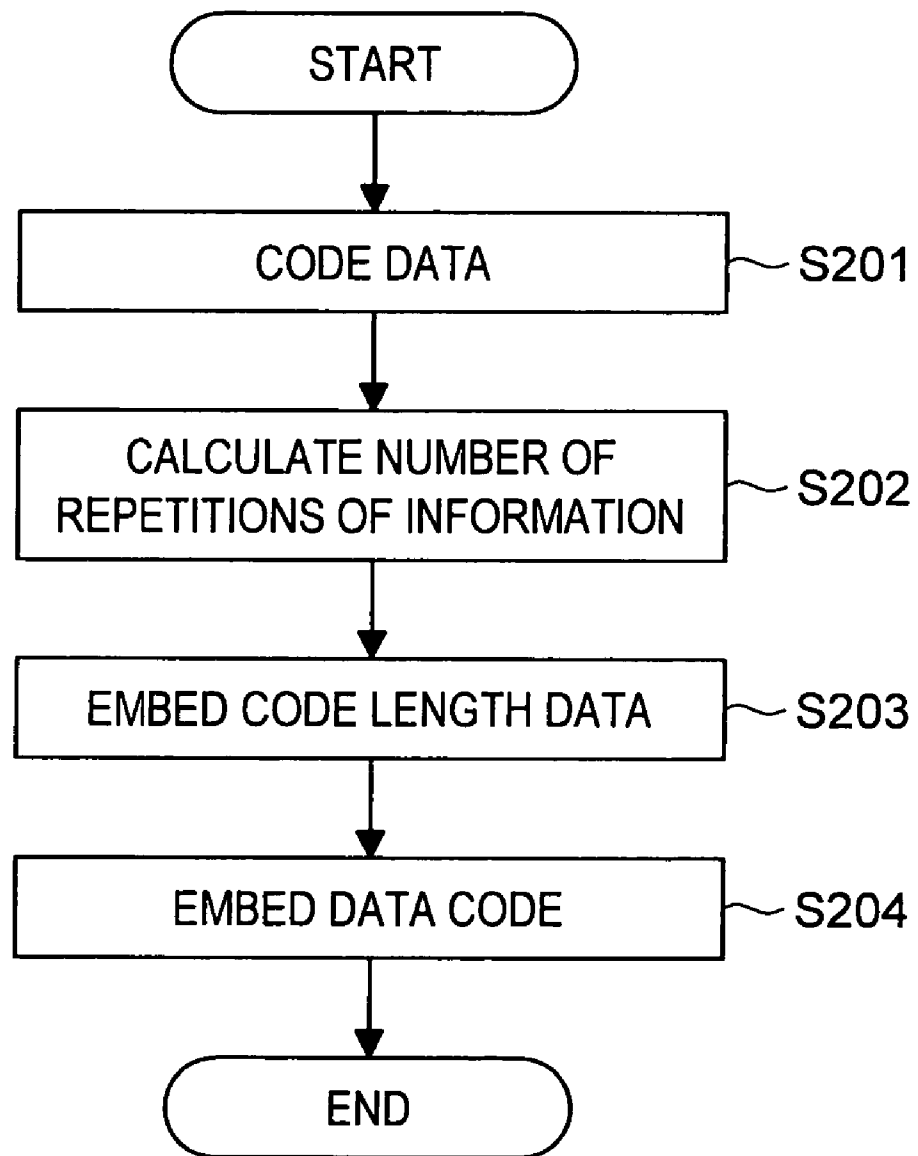 START
CODE DATA
S201
CALCULATE NUMBER OF
REPETITIONS OF INFORMATION
S202
EMBED CODE LENGTH DATA
S203
EMBED DATA CODE
S204
END